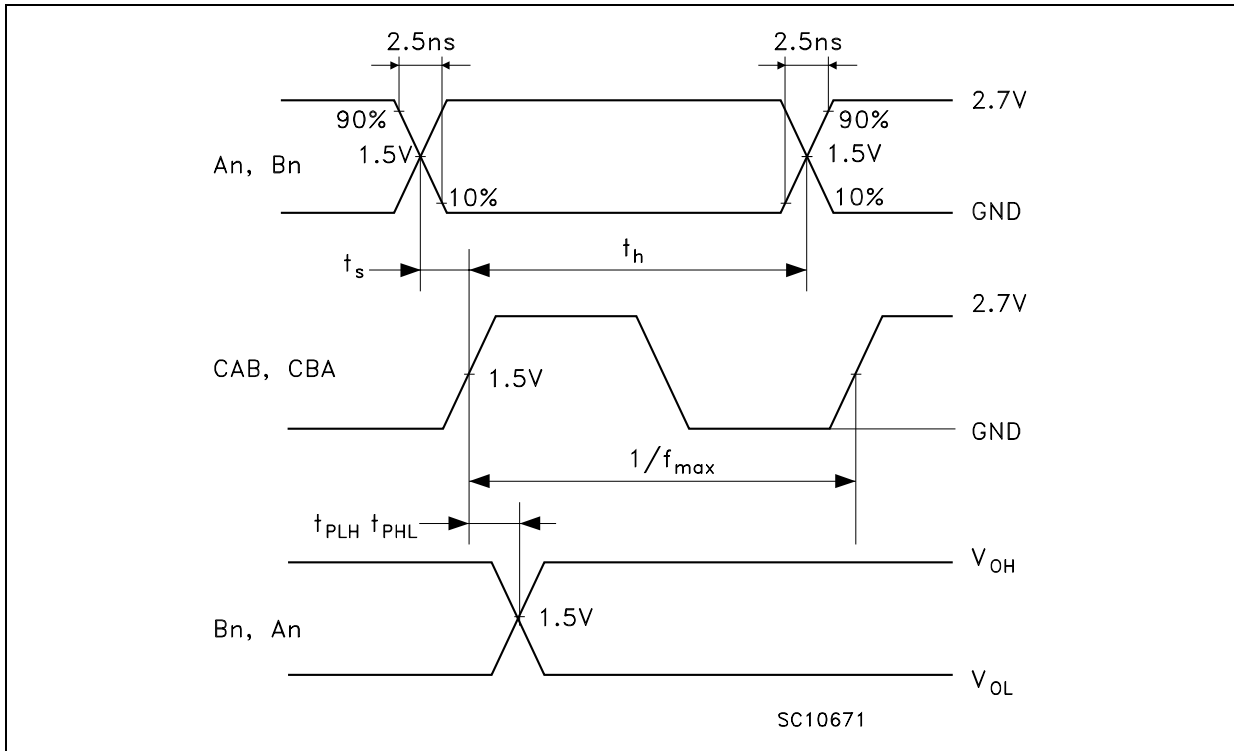 2.5ns 2.5ns
2.7V
90% 90%
1.5V 1.5V
An, Bn
10% 10%
GND
ts th
2.7V
CAB, CBA
1.5V
GND
1/fmax
tPLH tPHL
VOH
1.5V
Bn, An
VOL
SC10671